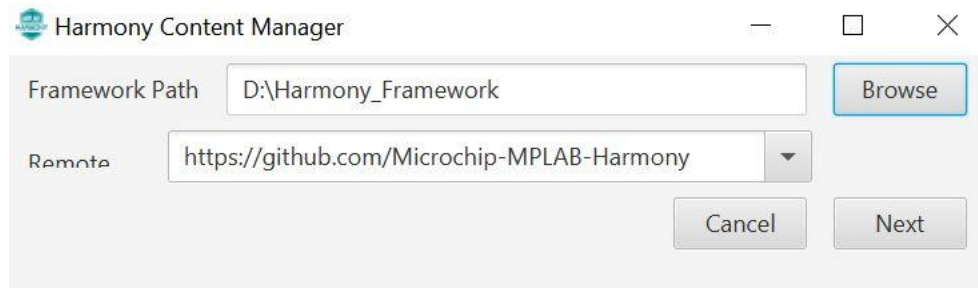 Harmony Content Manager
Framework Path D:\Harmony_Framework Browse
Remote https://github.com/Microchip-MPLAB-Harmony
Cancel Next